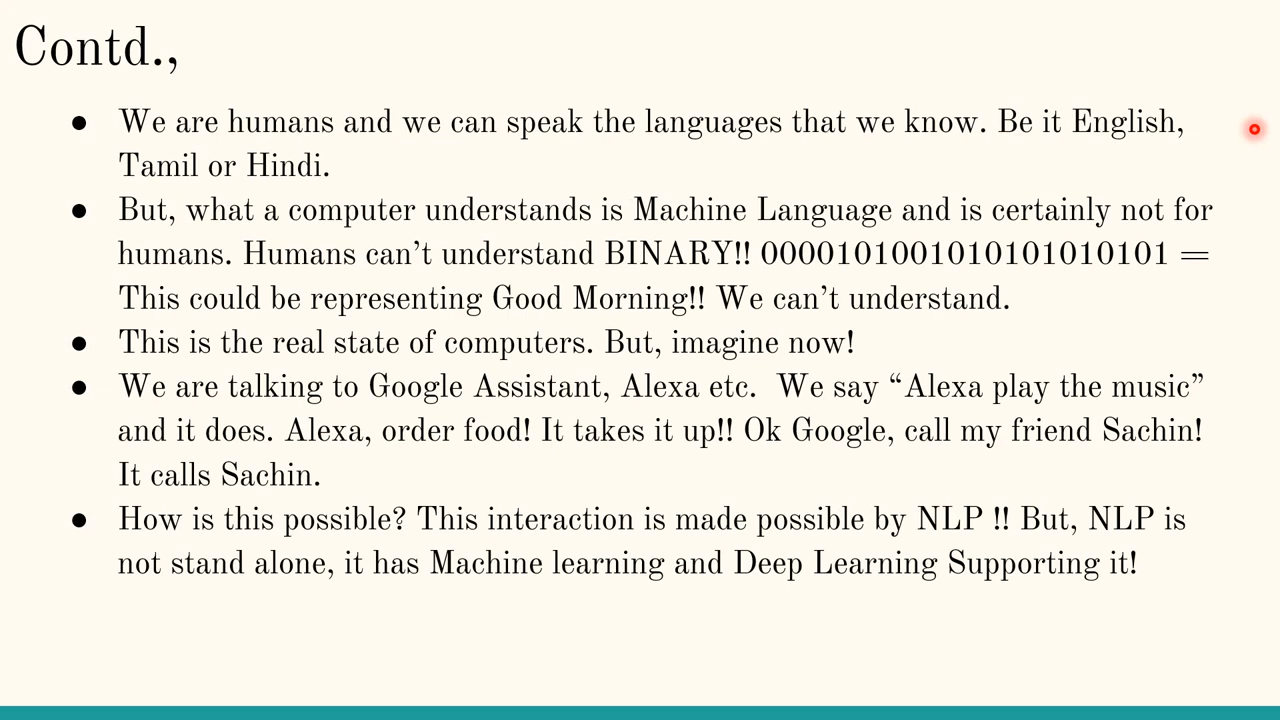 Contd.,
● We are humans and we can speak the languages that we know. Be it English,
Tamil or Hindi.
● But, what a computer understands is Machine Language and is certainly not for
humans. Humans can’t understand BINARY!! 0000101001010101010101 =
This could be representing Good Morning!! We can’t understand.
● This is the real state of computers. But, imagine now!
● We are talking to Google Assistant, Alexa etc.  We say “Alexa play the music”
and it does. Alexa, order food! It takes it up!! Ok Google, call my friend Sachin!
It calls Sachin.
● How is this possible? This interaction is made possible by NLP !! But, NLP is
not stand alone, it has Machine learning and Deep Learning Supporting it!